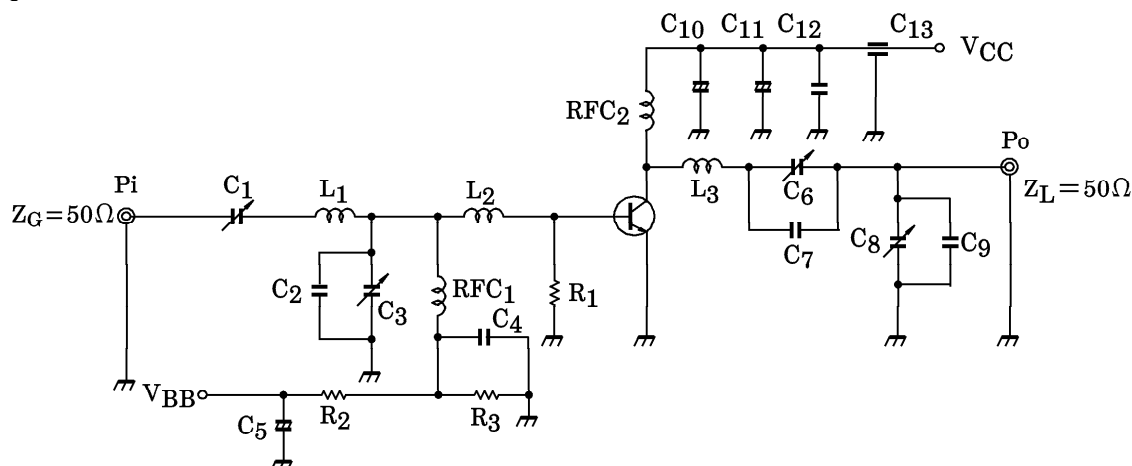 C10 C11 C12 C13
VCC
RFC2
Po
Pi
C1 L1 L2
L3 C6
ZG=50Ω
ZL=50Ω
C7
C8 C9
C2 C3
RFC1
R1
C4
VBB
R2 R3
C5